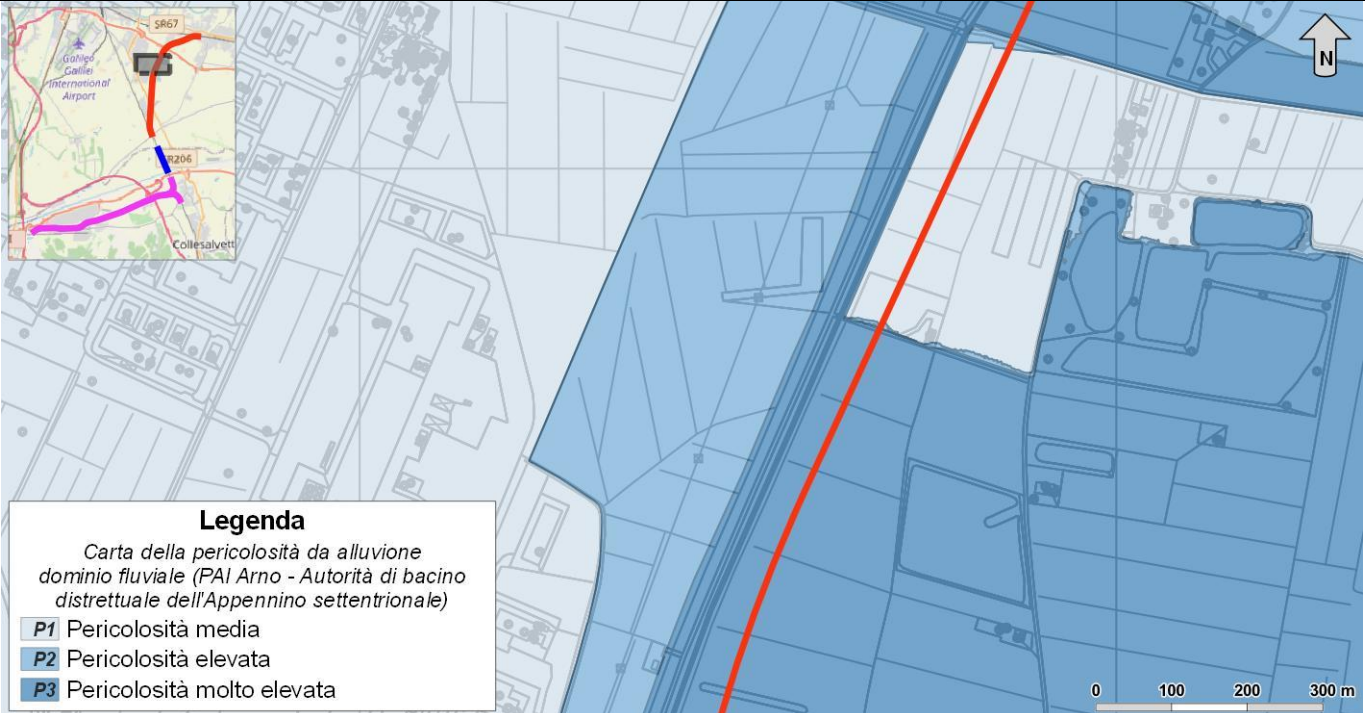 SR67
Galileo
Galilei
International
Airport
R206
Collesalvett
N
Legenda
Carta della pericolosità da alluvione
dominio fluviale (PAI Arno - Autorità di bacino
distrettuale dell'Appennino settentrionale)
P1 Pericolosità media
P2 Pericolosità elevata
P3 Pericolosità molto elevata
0 100 200 300 m